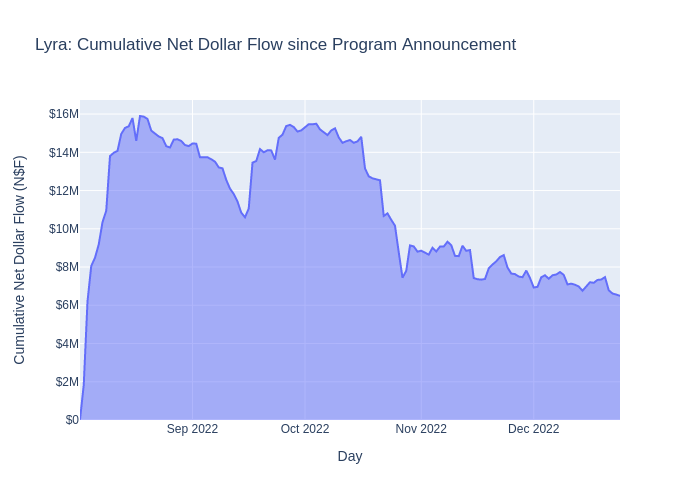 Lyra: Cumulative Net Dollar Flow since Program Announcement
Cumulative Net Dollar Flow (N$F)
$16M
$14M
$12M
$10M
$8M
$6M
$4M
$2M
$0
Sep 2022 Oct 2022 Nov 2022 Dec 2022
Day